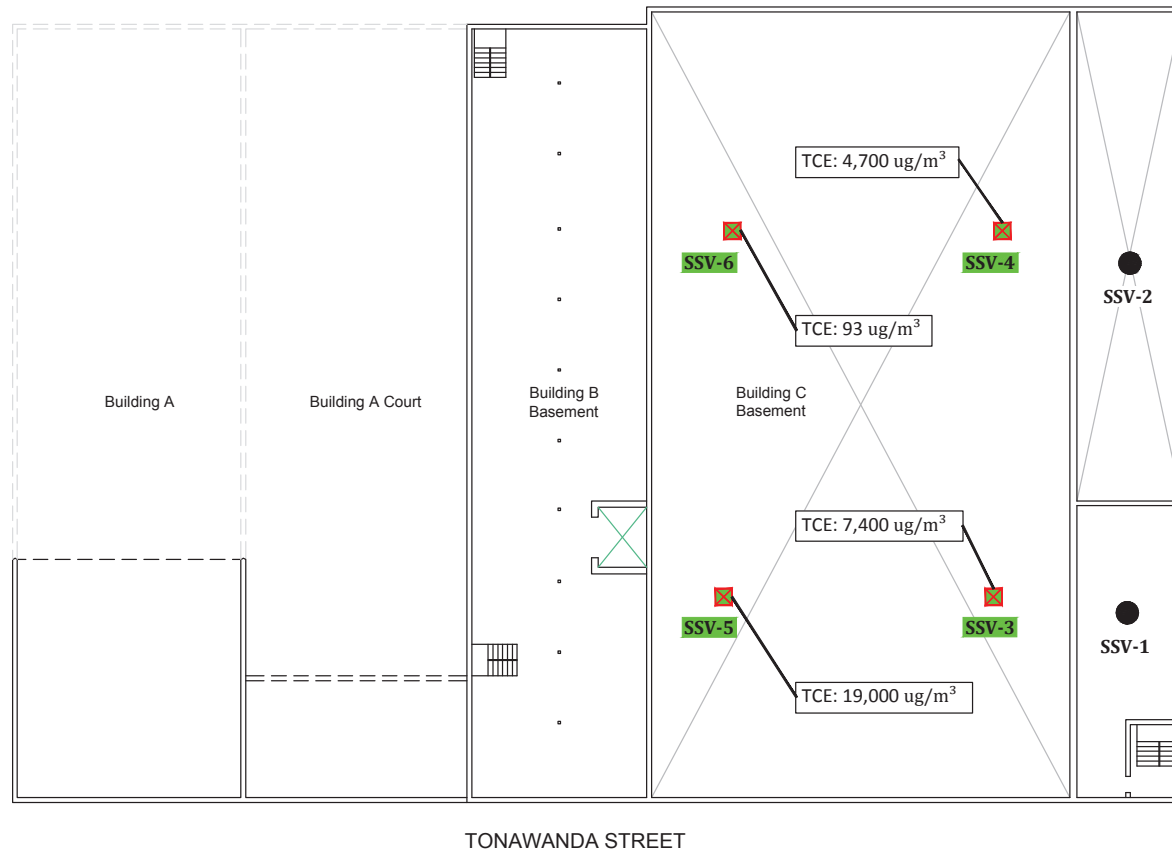 TCE: 4,700 ug/m³
SSV-6
SSV-4
SSV-2
TCE: 93 ug/m³
Building A
Building A Court
Building B
Basement
Building C
Basement
TCE: 7,400 ug/m³
SSV-5
SSV-3
SSV-1
TCE: 19,000 ug/m³
TONAWANDA STREET